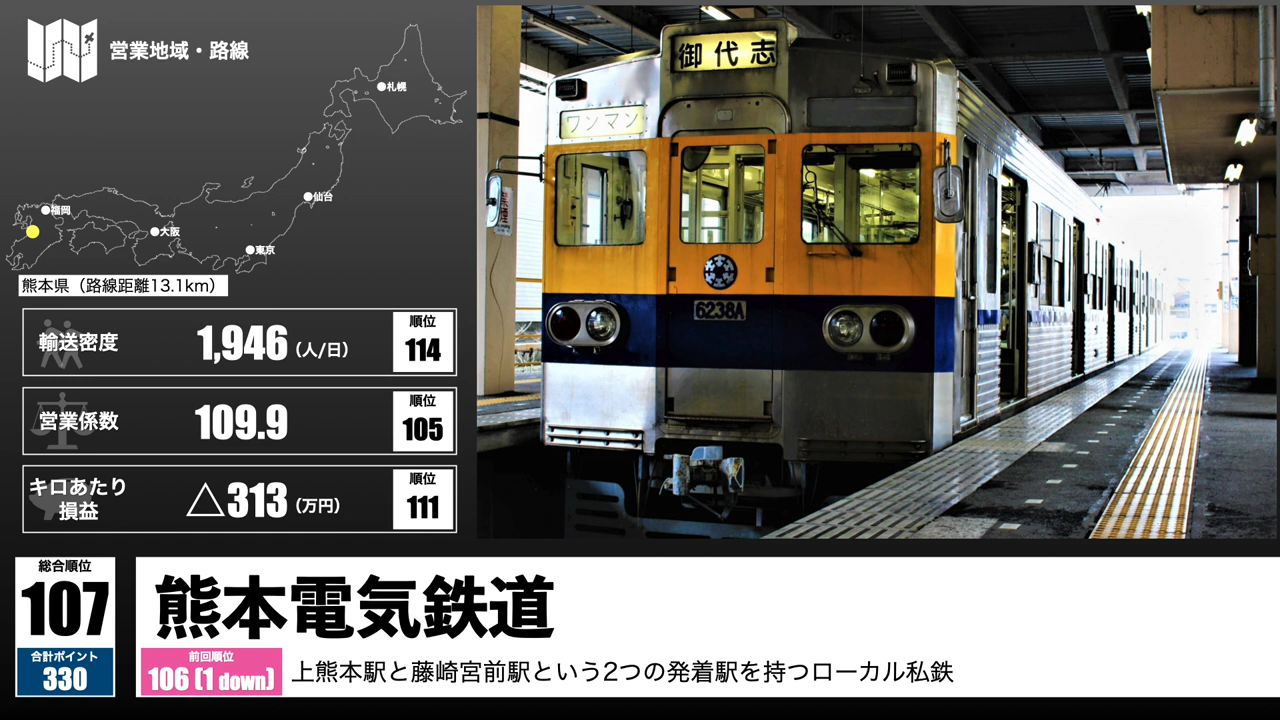 営業地域・路線
札幌
仙台
福岡
大阪
東京
熊本県（路線距離13.1km）
輸送密度
1,946 (人/日)
順位
114
営業係数
109.9
順位
105
キロあたり
損益
△313 (万円)
順位
111
御代志
ワンマン
6238A
総合順位
107
合計ポイント
330
熊本電気鉄道
前回順位
106 (1 down)
上熊本駅と藤崎宮前駅という2つの発着駅を持つローカル私鉄